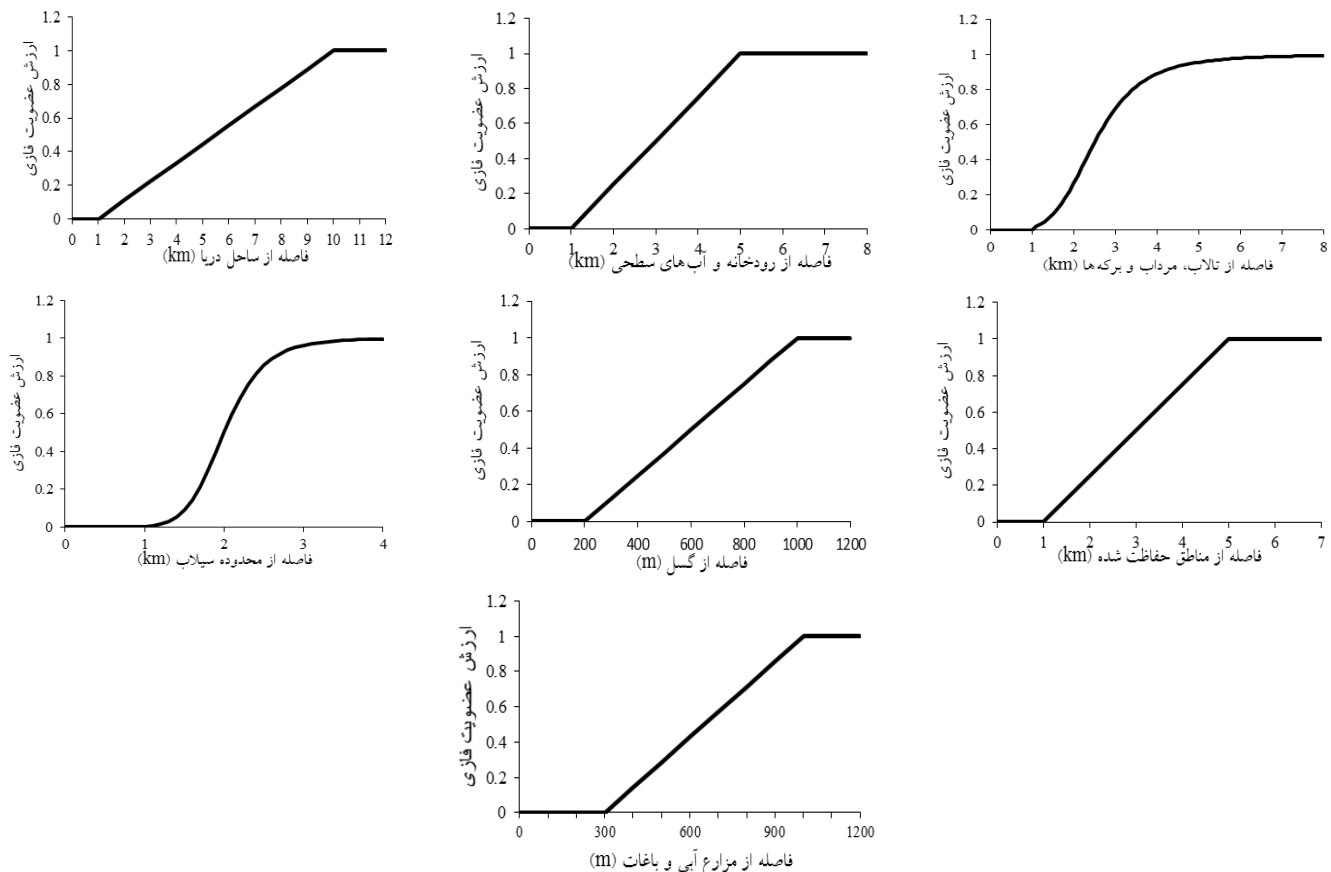 1.2
1
0.8
0.6
0.4
0.2
0
ارزش عضویت فازی
0 1 2 3 4 5 6 7 8 9 10 11 12
فاصله از ساحل دریا (km)
1.2
1
0.8
0.6
0.4
0.2
0
ارزش عضویت فازی
0 1 2 3 4 5 6 7 8
فاصله از رودخانه و آب‌های سطحی (km)
1.2
1
0.8
0.6
0.4
0.2
0
ارزش عضویت فازی
0 1 2 3 4 5 6 7 8
فاصله از تالاب، مرداب و برکه‌ها (km)
1.2
1
0.8
0.6
0.4
0.2
0
ارزش عضویت فازی
0 1 2 3 4
فاصله از محدوده سیلاب (km)
1.2
1
0.8
0.6
0.4
0.2
0
ارزش عضویت فازی
0 200 400 600 800 1000 1200
فاصله از گسل (m)
1.2
1
0.8
0.6
0.4
0.2
0
ارزش عضویت فازی
0 1 2 3 4 5 6 7
فاصله از مناطق حفاظت شده (km)
1.2
1
0.8
0.6
0.4
0.2
0
ارزش عضویت فازی
0 300 600 900 1200
فاصله از مزارع آبی و باغات (m)